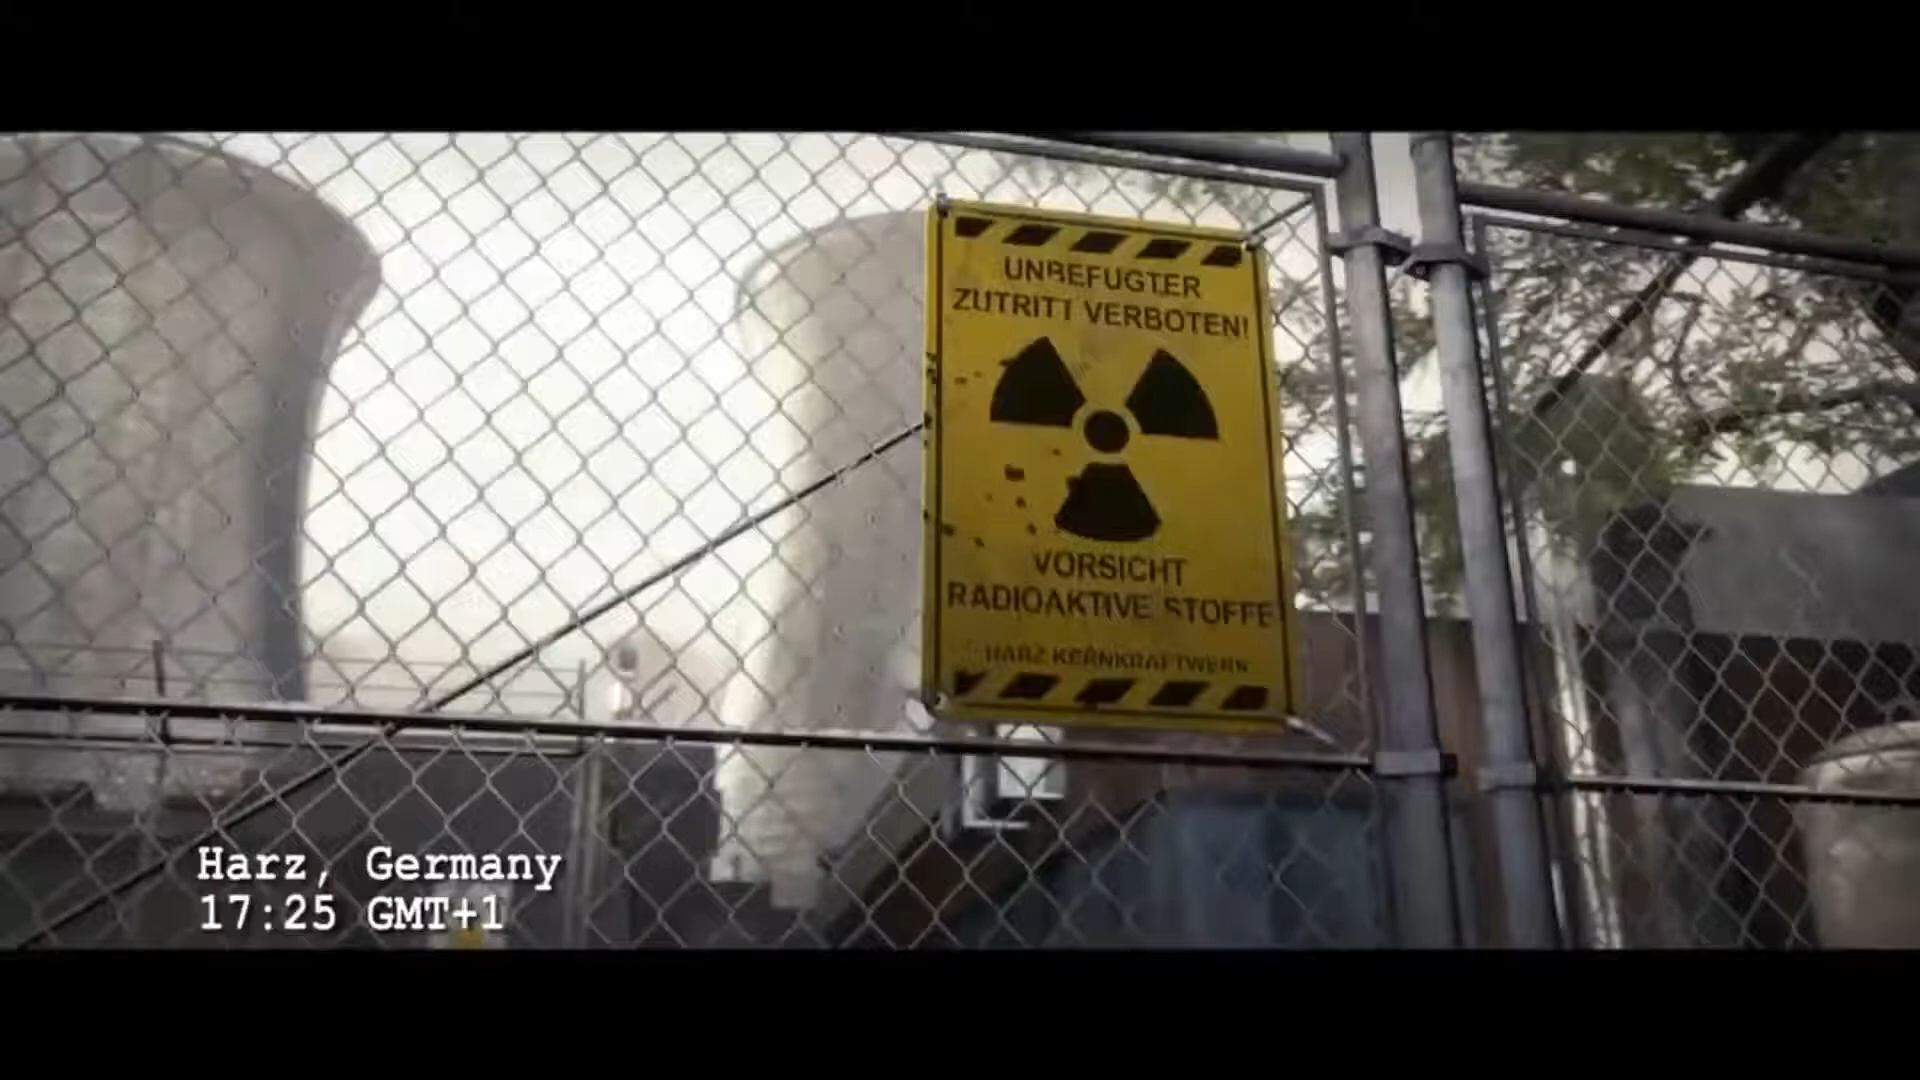 UNBEFUGTER
ZUTRITT VERBOTEN!
VORSICHT
RADIOAKTIVE STOFFE
HARZ KERNKRAFTWERK
Harz, Germany
17:25 GMT+1